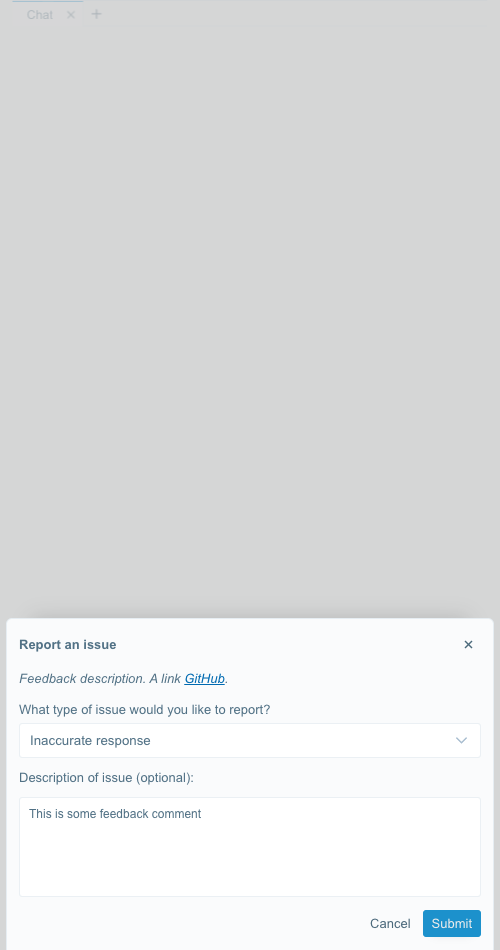 Chat
Report an issue
Feedback description. A link GitHub.
What type of issue would you like to report?
Inaccurate response
Description of issue (optional):
This is some feedback comment
Cancel Submit